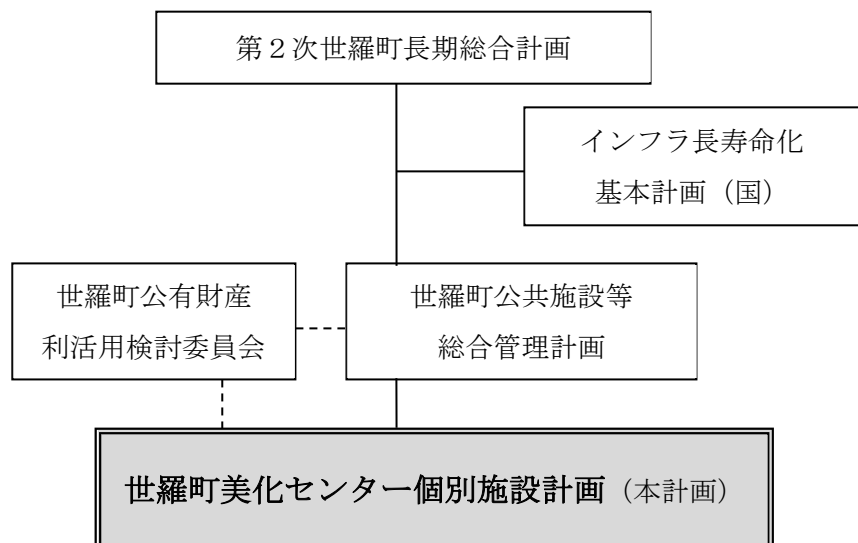 第２次世羅町長期総合計画
インフラ長寿命化
基本計画（国）
世羅町公有財産
利活用検討委員会
世羅町公共施設等
総合管理計画
世羅町美化センター個別施設計画（本計画）